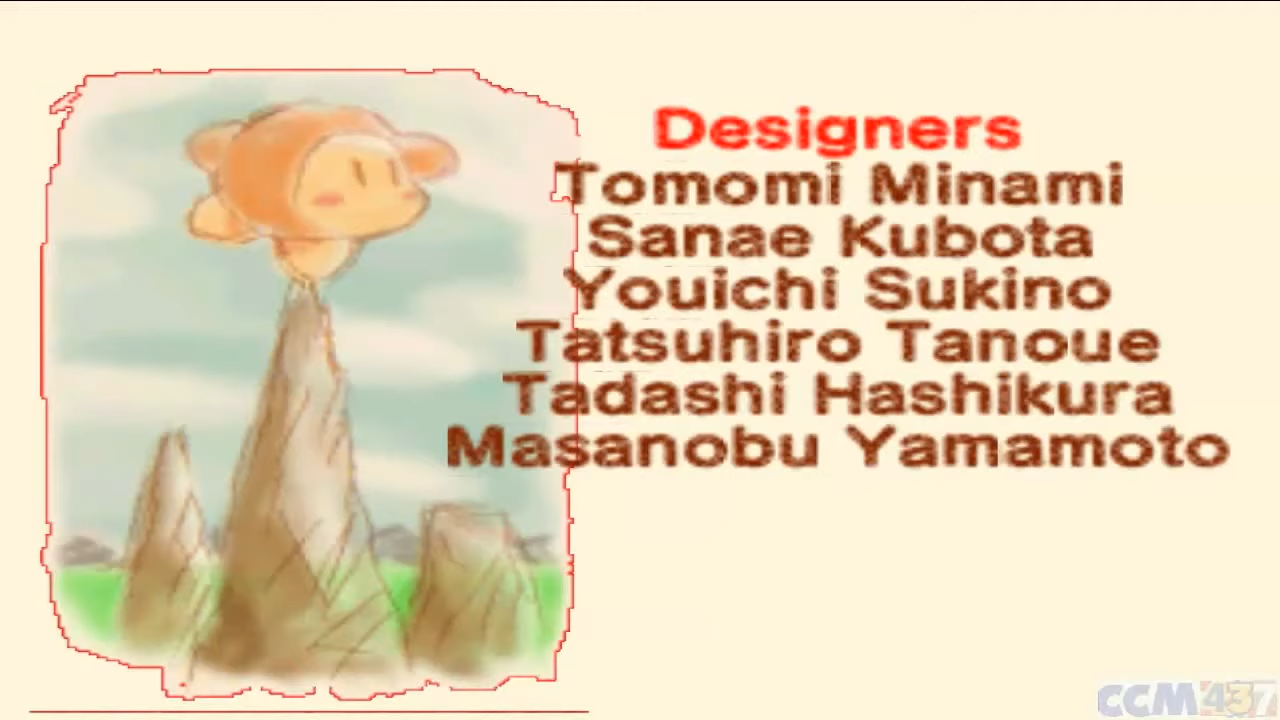 Designers
Tomomi Minami
Sanae Kubota
Youichi Sukino
Tatsuhiro Tanoue
Tadashi Hashikura
Masanobu Yamamoto
CCM437